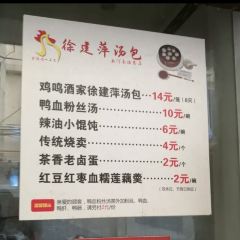 徐建萍汤包
鸡鸣酒家徐建萍汤包…14元/笼(8只)
鸭血粉丝汤…10元/碗
辣油小馄饨…6元/碗
传统烧卖…4元/个
茶香老卤蛋…2元/个
红豆红枣血糯莲藕羹…2元/碗